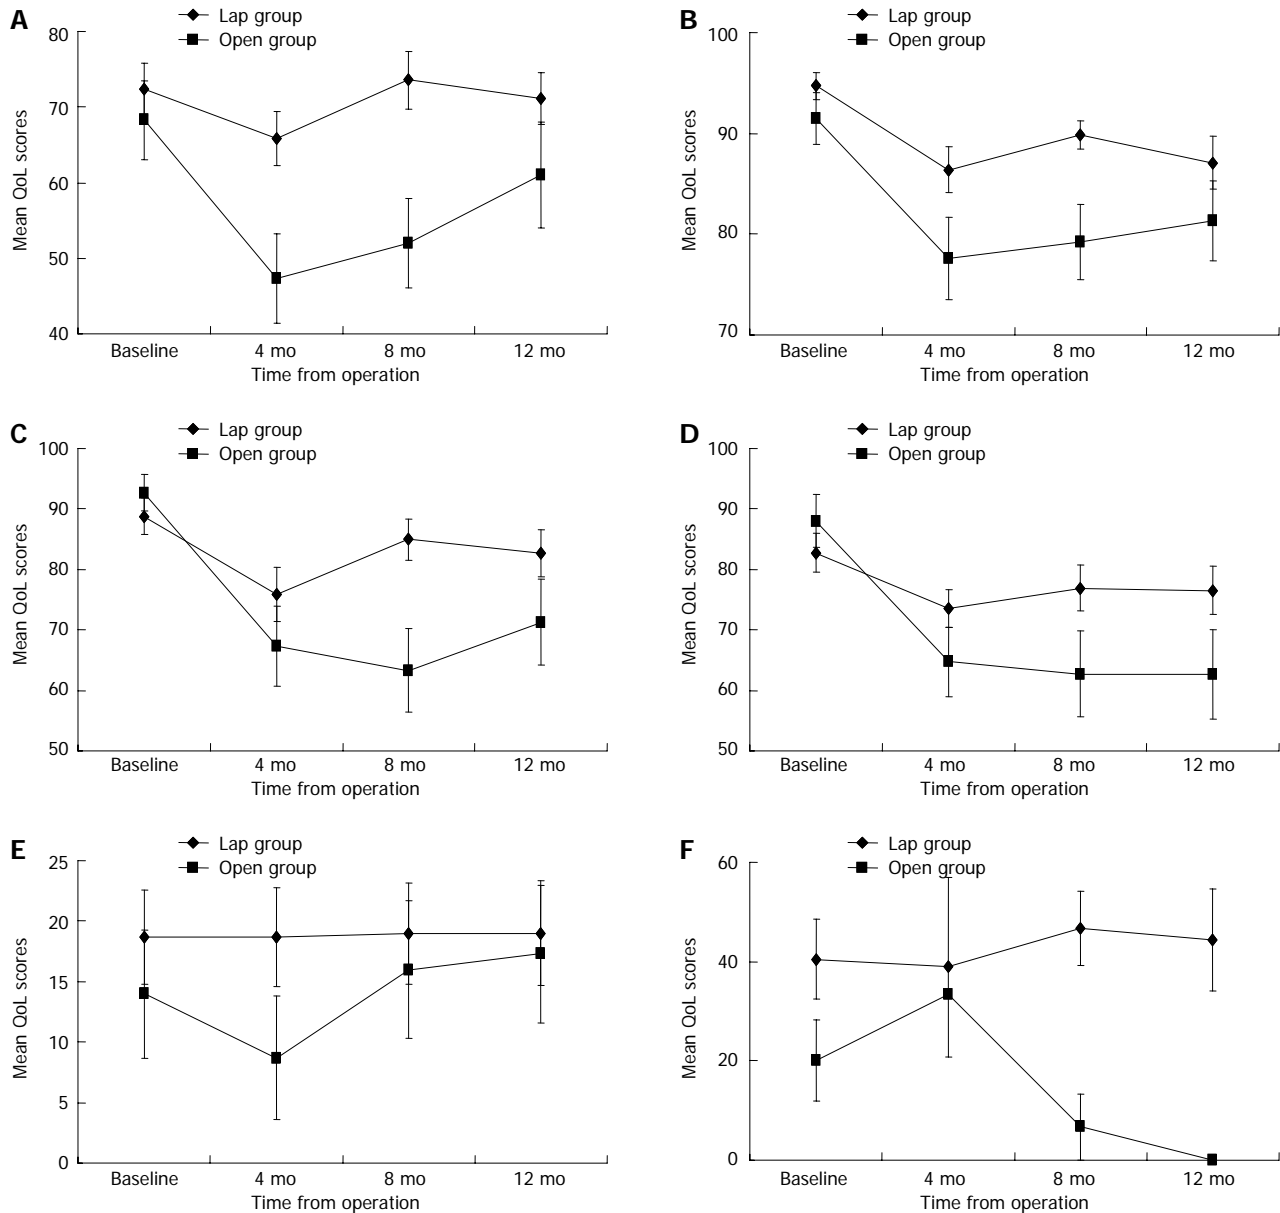 A
Lap group
Open group
80
70
60
50
40
Mean QoL scores
Baseline 4 mo 8 mo 12 mo
Time from operation
B
Lap group
Open group
100
90
80
70
Mean QoL scores
Baseline 4 mo 8 mo 12 mo
Time from operation
C
Lap group
Open group
100
90
80
70
60
50
Mean QoL scores
Baseline 4 mo 8 mo 12 mo
Time from operation
D
Lap group
Open group
100
90
80
70
60
50
Mean QoL scores
Baseline 4 mo 8 mo 12 mo
Time from operation
E
Lap group
Open group
25
20
15
10
5
0
Mean QoL scores
Baseline 4 mo 8 mo 12 mo
Time from operation
F
Lap group
Open group
60
40
20
0
Mean QoL scores
Baseline 4 mo 8 mo 12 mo
Time from operation